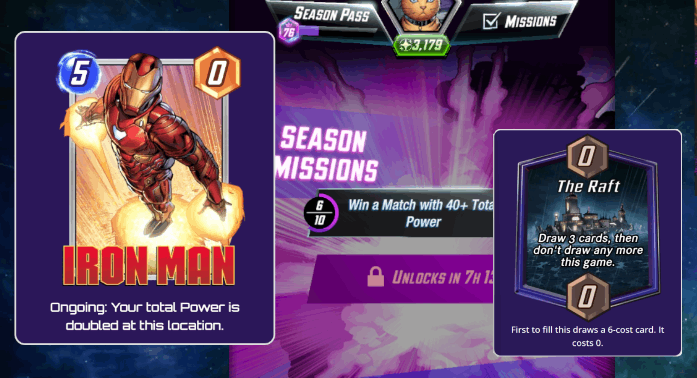 SEASON PASS
76
3,179
MISSIONS
5
0
IRON MAN
Ongoing: Your total Power is
doubled at this location.
SEASON
MISSIONS
6
10
Win a Match with 40+ Tota
Power
UNLOCKS IN 7H 13
0
The Raft
Draw 3 cards, then
don't draw any more
this game.
0
First to fill this draws a 6-cost card. It
costs 0.